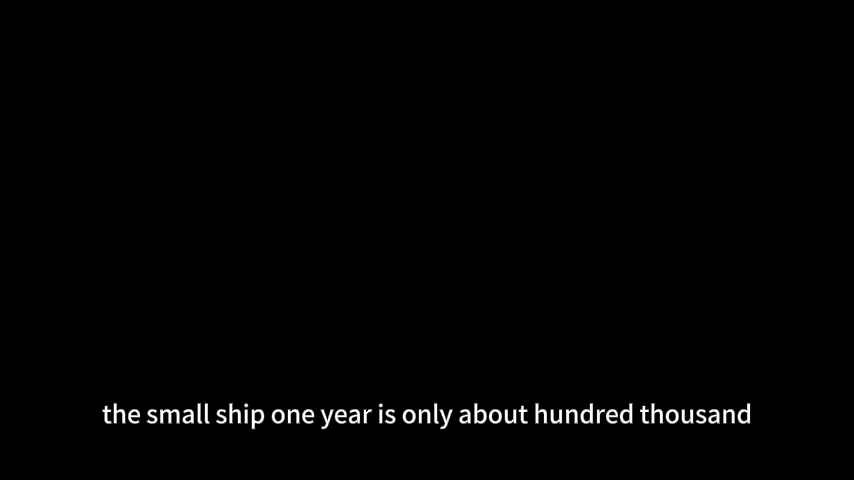 the small ship one year is only about hundred thousand